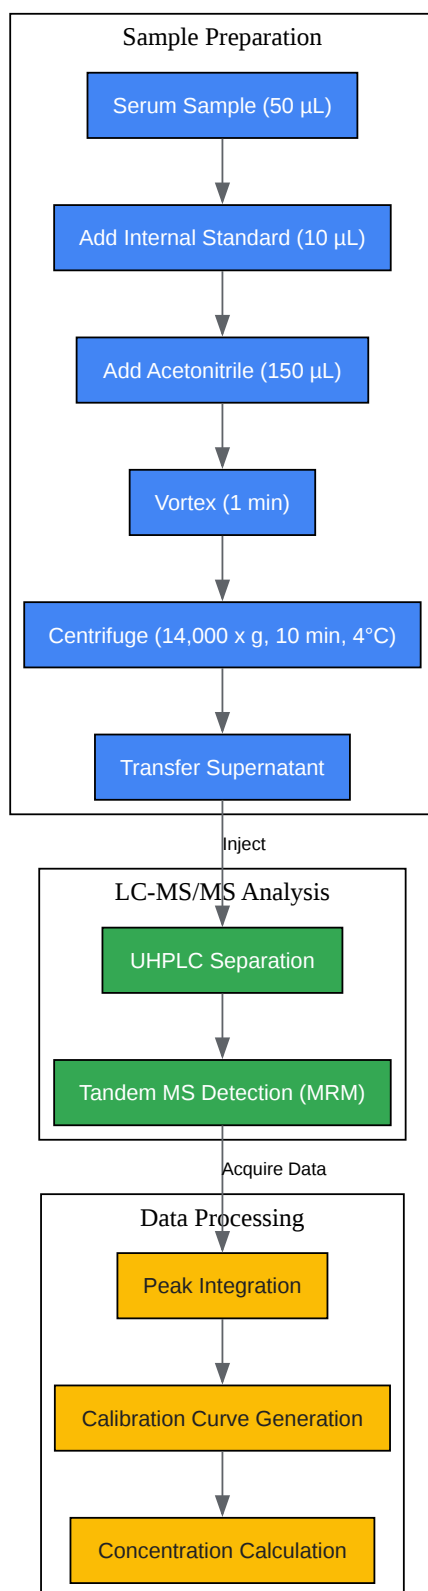 Sample Preparation
Serum Sample (50 µL)
Add Internal Standard (10 µL)
Add Acetonitrile (150 µL)
Vortex (1 min)
Centrifuge (14,000 x g, 10 min, 4°C)
Transfer Supernatant
Inject
LC-MS/MS Analysis
UHPLC Separation
Tandem MS Detection (MRM)
Acquire Data
Data Processing
Peak Integration
Calibration Curve Generation
Concentration Calculation